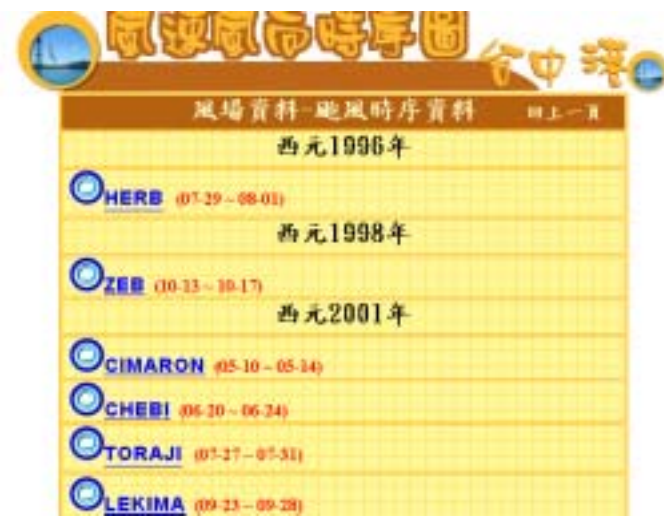 風速風向時序圖 台中港
風場資料-颱風時序資料 回上一頁
西元1996年
HERB (07-29~08-01)
西元1998年
ZEB (10-13~10-17)
西元2001年
CIMARON (05-10~05-14)
CHEBI (06-20~06-24)
TORAJI (07-27~07-31)
LEKIMA (09-23~09-28)